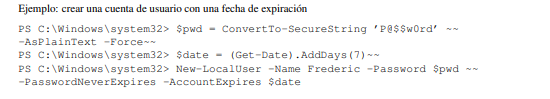 Ejemplo: crear una cuenta de usuario con una fecha de expiración
PS C:\Windows\system32> $pwd = ConvertTo-SecureString ’P@$$w0rd’ ~~
-AsPlainText -Force~~
PS C:\Windows\system32> $date = (Get-Date).AddDays(7)~~
PS C:\Windows\system32> New-LocalUser -Name Frederic -Password $pwd ~~
-PasswordNeverExpires -AccountExpires $date